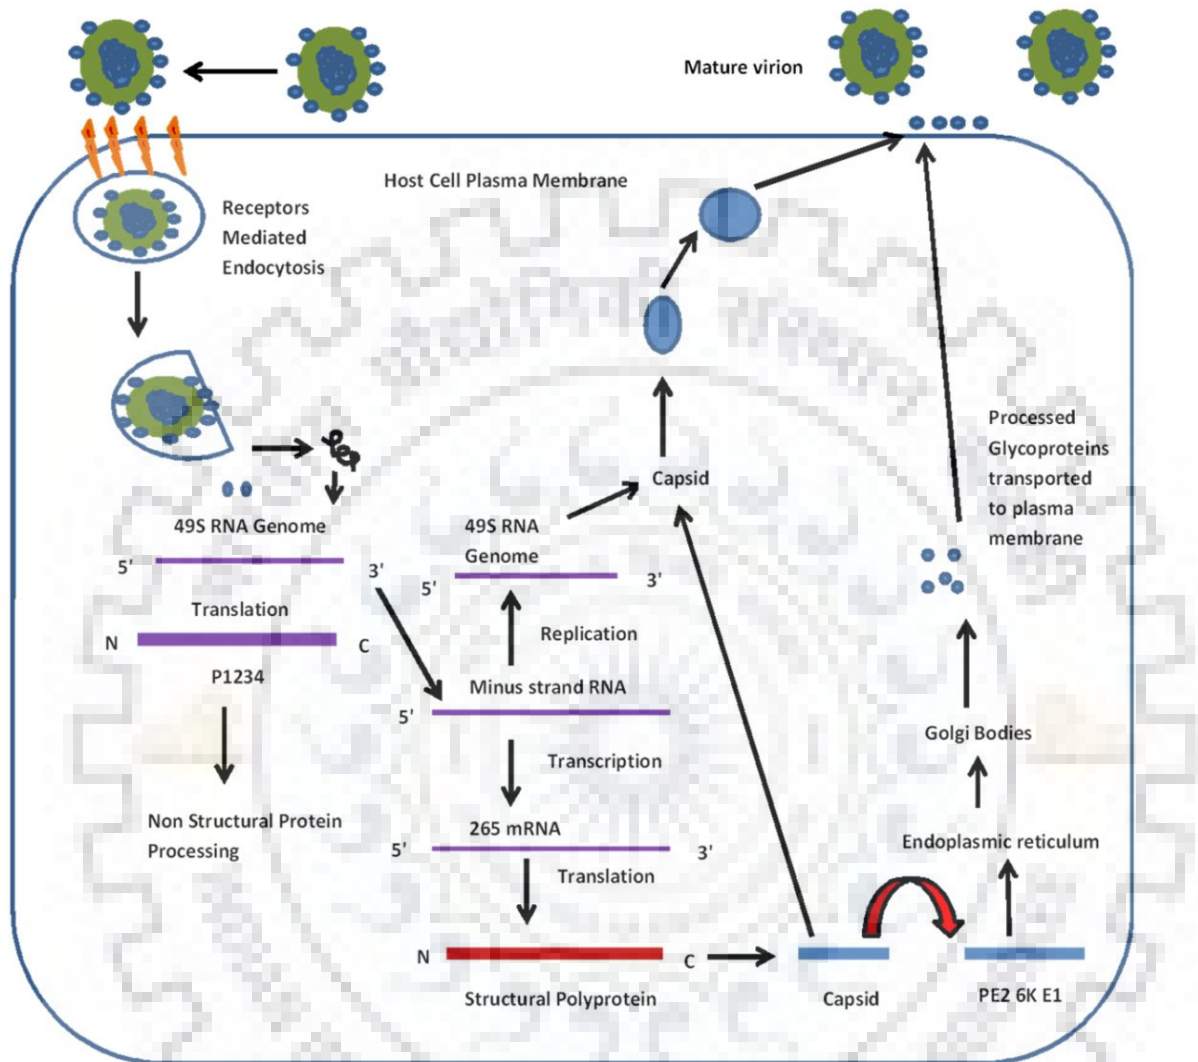 Mature virion
Host Cell Plasma Membrane
Receptors
Mediated
Endocytosis
Processed
Glycoproteins
transported
to plasma
membrane
Capsid
49S RNA Genome
5'
3'
49S RNA
Genome
5'
3'
Translation
N
C
P1234
Replication
Minus strand RNA
5'
Transcription
Golgi Bodies
Non Structural Protein
Processing
265 mRNA
5'
3'
Endoplasmic reticulum
Translation
N
C
Structural Polyprotein
Capsid
PE2 6K E1